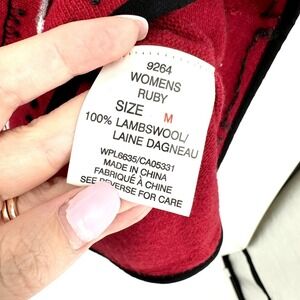 9264
WOMENS
RUBY
SIZE M
100% LAMBSWOOL/
LAINE DAGNEAU
WPL6635/CA05331
MADE IN CHINA
FABRIQUÉ À CHINE
SEE REVERSE FOR CARE